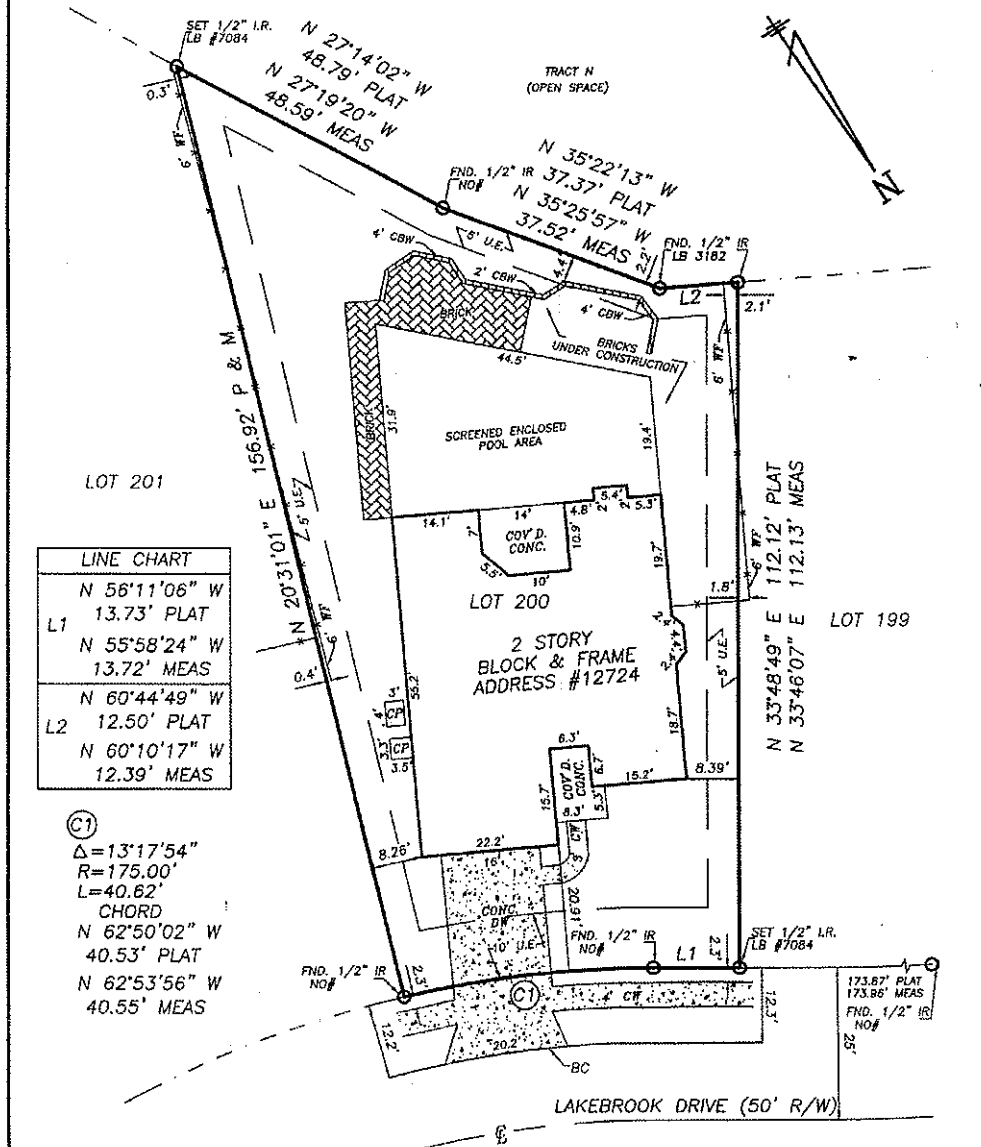 SET 1/2" I.R.
LB #7084
N 27°14'02" W
48.79' PLAT
N 27°19'20" W
48.59' MEAS
TRACT N
(OPEN SPACE)
N
0.3'
6' WF
N 35°22'13" W
37.37' PLAT
N 35°25'57" W
37.52' MEAS
FND. 1/2" IR
NO#
5' U.E.
4' CBW
2' CBW
4.4'
2.2'
FND. 1/2" IR
LB 3182
L2
2.1'
4' CBW
BRICK
BRICKS
UNDER CONSTRUCTION
6' WF
44.5'
BRICK
31.9'
SCREENED ENCLOSED
POOL AREA
19.4'
N 20°31'01" E 156.92' P & M
LOT 201
5' U.E.
14.1'
14'
4.8'
2'
5.4'
2'
5.3'
7'
COV'D.
CONC.
10.9'
5.5'
10'
19.7'
N 33°48'49" E 112.12' PLAT
N 33°46'07" E 112.13' MEAS
6' WF
1.8'
LOT 200
LOT 199
2 STORY
BLOCK & FRAME
ADDRESS #12724
2'
4.4'
2'
5' U.E.
6' WF
0.4'
55.2'
3'
4'
CP
3.3'
CP
3.5'
18.7'
6.3'
6.7'
COV'D.
CONC.
15.2'
8.39'
15.7'
8.3'
5.3'
LINE CHART
L1
N 56°11'06" W
13.73' PLAT
N 55°58'24" W
13.72' MEAS
L2
N 60°44'49" W
12.50' PLAT
N 60°10'17" W
12.39' MEAS
C1
Δ=13°17'54"
R=175.00'
L=40.62'
CHORD
N 62°50'02" W
40.53' PLAT
N 62°53'56" W
40.55' MEAS
8.26'
22.2'
16'
3' CW
20.91'
CONC.
DW
10' U.E.
FND. 1/2" IR
NO#
2.3'
FND. 1/2" IR
NO#
L1
2.3'
SET 1/2" I.R.
LB #7084
C1
4' CW
12.2'
20.2'
BC
12.3'
173.87' PLAT
173.96' MEAS
FND. 1/2" IR
NO#
25'
LAKEBROOK DRIVE (50' R/W)
℄